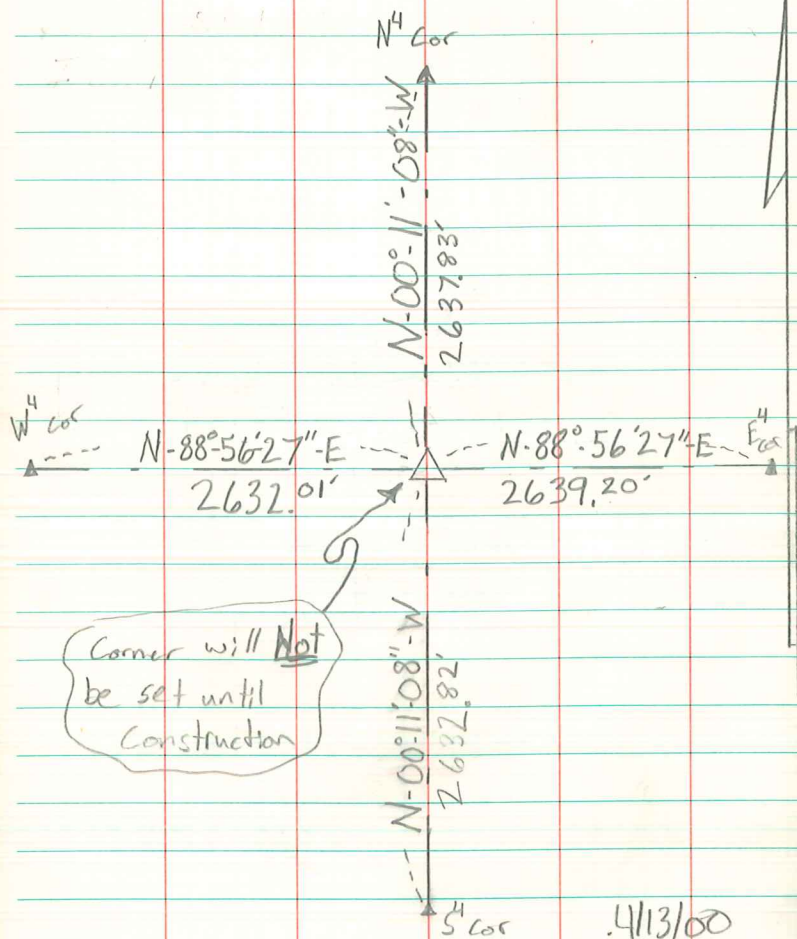 N⁴ Cor
N-00°-11'-08"-W
2637.83'
W⁴ cor
N-88°-56'27"-E
2632.01'
N-88°-56'27"-E
2639.20'
E⁴ cor
Corner will Not
be set until
Construction
N-00°11'-08"-W
2632.82'
S⁴ cor
4/13/00